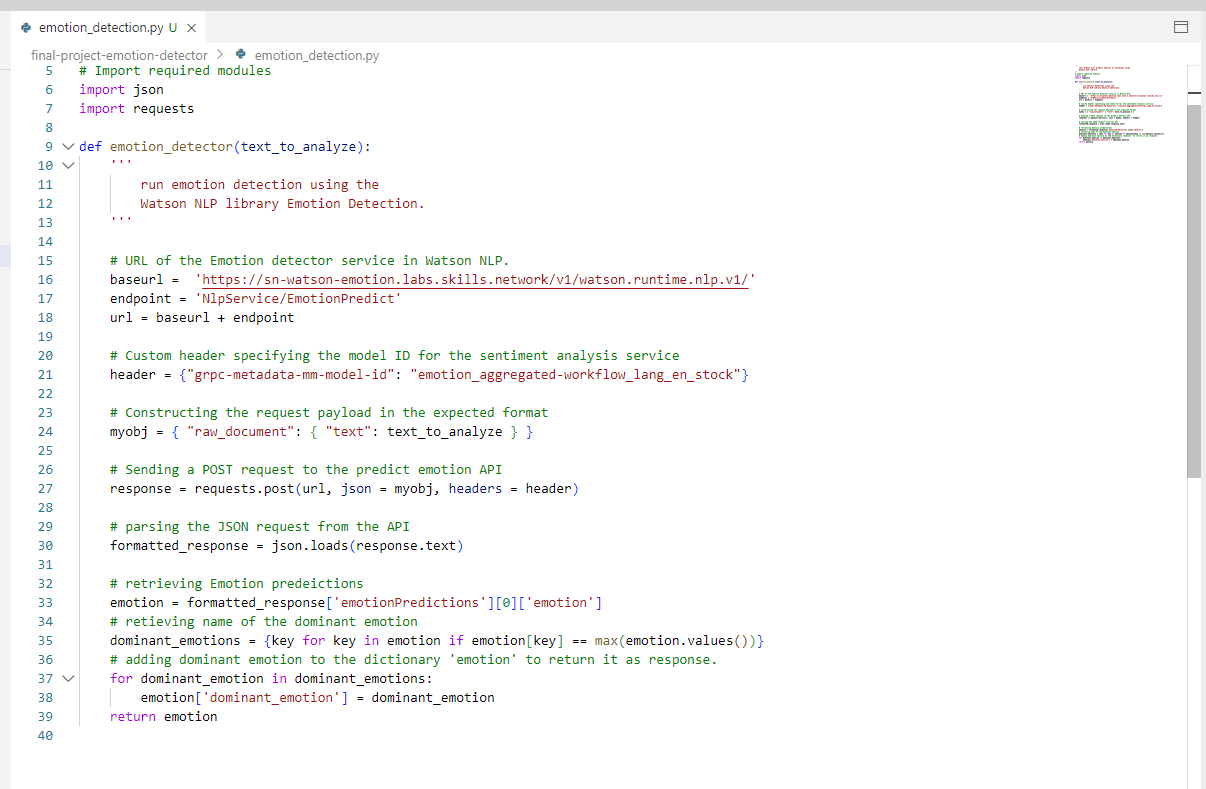 emotion_detection.py U ×
final-project-emotion-detector > emotion_detection.py
5 # Import required modules
6 import json
7 import requests
8
9 def emotion_detector(text_to_analyze):
10     '''
11         run emotion detection using the
12         Watson NLP library Emotion Detection.
13     '''
14
15     # URL of the Emotion detector service in Watson NLP.
16     baseurl =  'https://sn-watson-emotion.labs.skills.network/v1/watson.runtime.nlp.v1/'
17     endpoint = 'NlpService/EmotionPredict'
18     url = baseurl + endpoint
19
20     # Custom header specifying the model ID for the sentiment analysis service
21     header = {"grpc-metadata-mm-model-id": "emotion_aggregated-workflow_lang_en_stock"}
22
23     # Constructing the request payload in the expected format
24     myobj = { "raw_document": { "text": text_to_analyze } }
25
26     # Sending a POST request to the predict emotion API
27     response = requests.post(url, json = myobj, headers = header)
28
29     # parsing the JSON request from the API
30     formatted_response = json.loads(response.text)
31
32     # retrieving Emotion predeictions
33     emotion = formatted_response['emotionPredictions'][0]['emotion']
34     # retieving name of the dominant emotion
35     dominant_emotions = {key for key in emotion if emotion[key] == max(emotion.values())}
36     # adding dominant emotion to the dictionary 'emotion' to return it as response.
37     for dominant_emotion in dominant_emotions:
38         emotion['dominant_emotion'] = dominant_emotion
39     return emotion
40